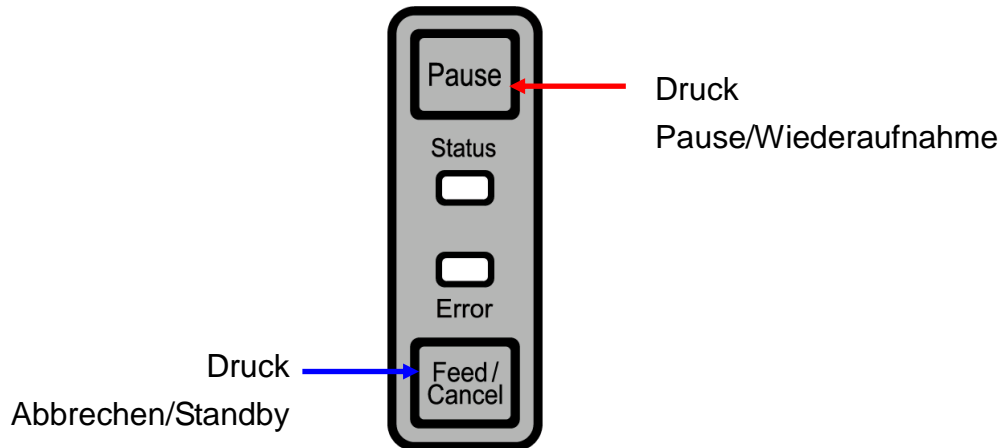 Pause
Druck
Pause/Wiederaufnahme
Status
Error
Druck
Abbrechen/Standby
Feed /
Cancel